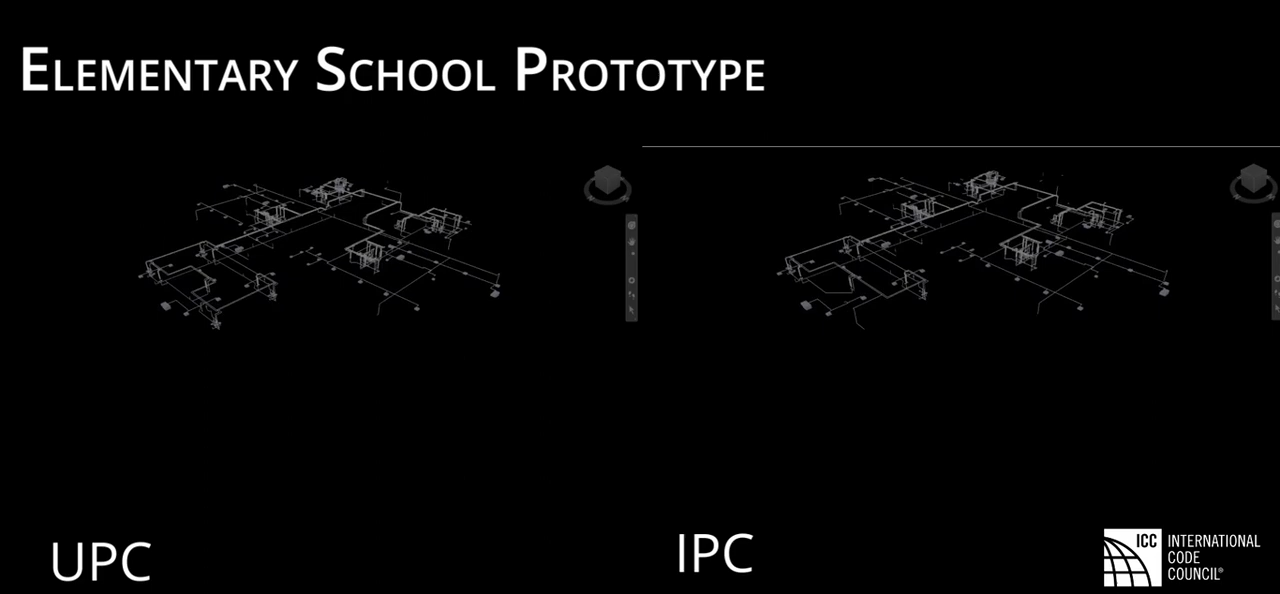 Elementary School Prototype
UPC
IPC
ICC
INTERNATIONAL
CODE
COUNCIL®